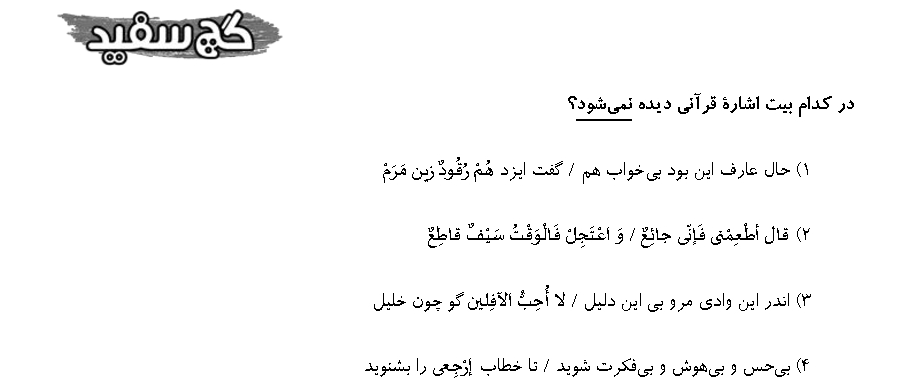 گچ سفید
در کدام بیت اشارهٔ قرآنی دیده نمی‌شود؟
۱) حال عارف این بود بی‌خواب هم / گفت ایزد هُمْ رُقُودٌ زین مَرَمْ
۲) قال أطْعِمْنی فَإنّی جائِعٌ / وَ اعْتَجِلْ فَالْوَقْتُ سَیْفٌ قاطِعٌ
۳) اندر این وادی مرو بی این دلیل / لا أُحِبُّ الآفِلین گو چون خلیل
۴) بی‌حس و بی‌هوش و بی‌فکرت شوید / تا خطاب إرْجِعی را بشنوید